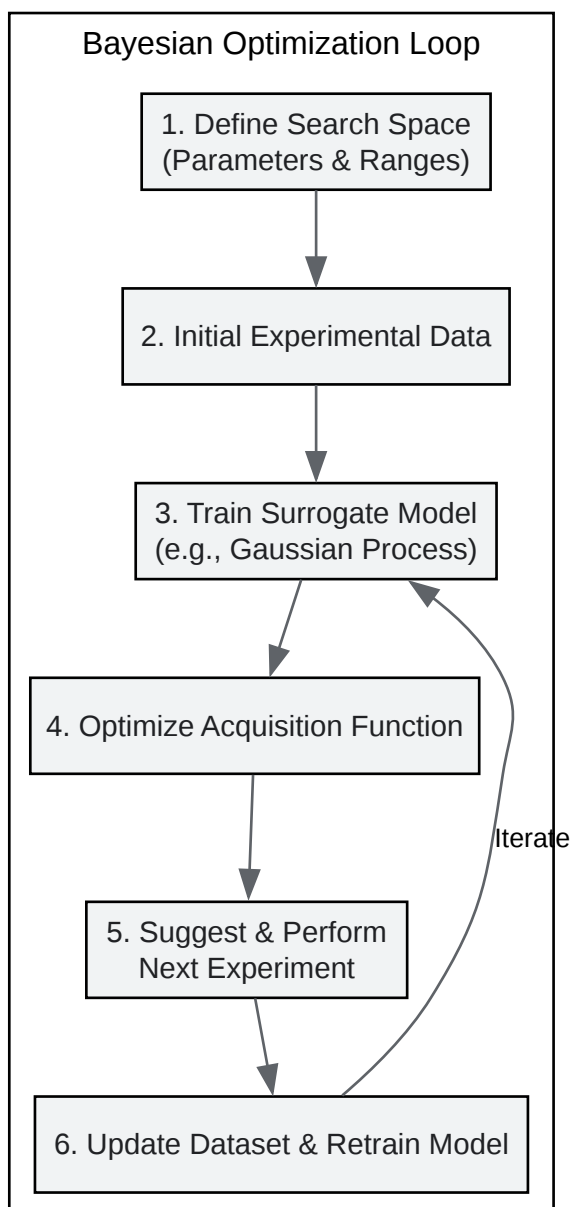 Bayesian Optimization Loop
1. Define Search Space
(Parameters & Ranges)
2. Initial Experimental Data
3. Train Surrogate Model
(e.g., Gaussian Process)
4. Optimize Acquisition Function
Iterate
5. Suggest & Perform
Next Experiment
6. Update Dataset & Retrain Model